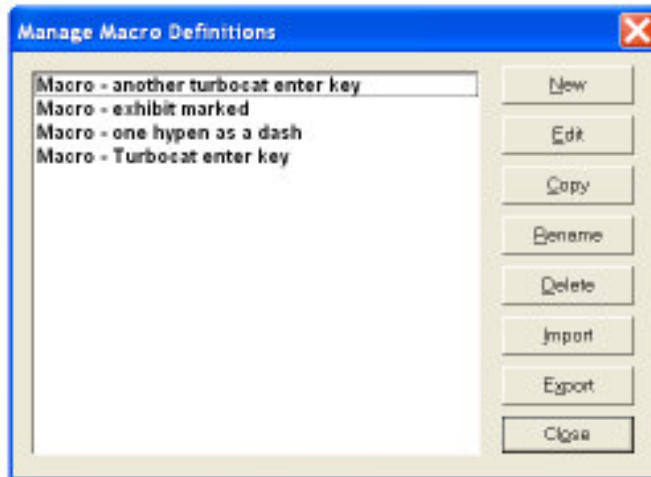 Manage Macro Definitions
Macro - another turbocat enter key
Macro - exhibit marked
Macro - one hypen as a dash
Macro - Turbocat enter key
New
Edit
Copy
Rename
Delete
Import
Export
Close